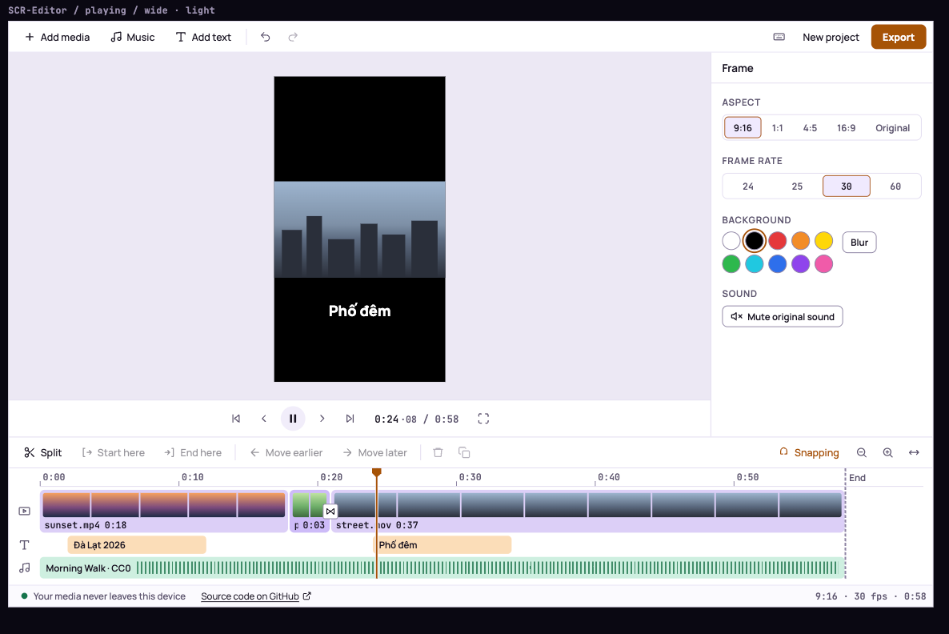 SCR-Editor / playing / wide · light
Add media Music Add text New project Export
Frame
ASPECT
9:16 1:1 4:5 16:9 Original
FRAME RATE
24 25 30 60
BACKGROUND
Blur
SOUND
Mute original sound
Phố đêm
0:24·08 / 0:58
Split Start here End here Move earlier Move later Snapping
0:00 0:10 0:20 0:30 0:40 0:50 End
sunset.mp4 0:18 0:03 street.mov 0:37
Đà Lạt 2026 Phố đêm
Morning Walk · CC0
Your media never leaves this device Source code on GitHub 9:16 · 30 fps · 0:58